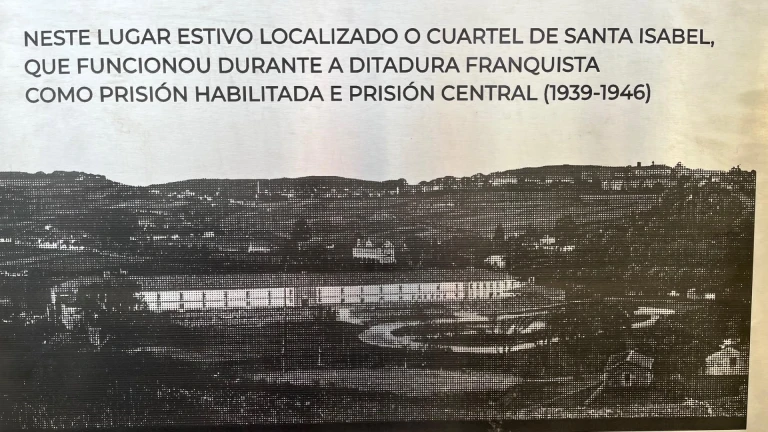 NESTE LUGAR ESTIVO LOCALIZADO O CUARTEL DE SANTA ISABEL,
QUE FUNCIONOU DURANTE A DITADURA FRANQUISTA
COMO PRISIÓN HABILITADA E PRISIÓN CENTRAL (1939-1946)